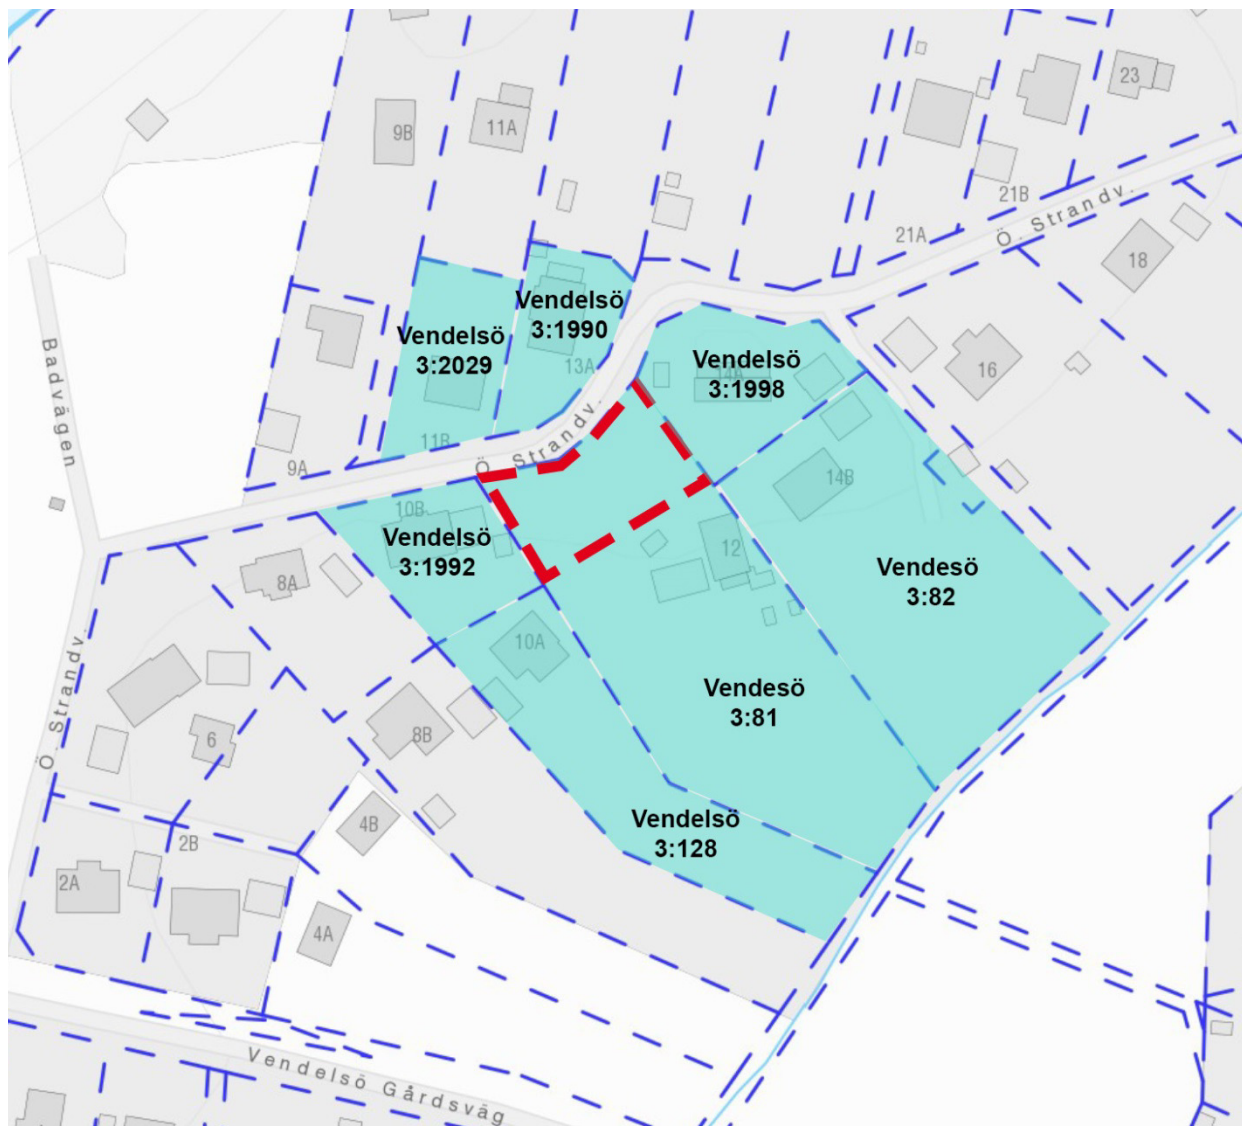 23
9B
11A
21B
Ö. Strandv.
21A
18
Vendelsö
3:1990
Vendelsö
3:2029
13A
Vendelsö
3:1998
14A
16
Badvägen
11B
Ö. Strandv.
9A
14B
10B
Vendelsö
3:1992
12
Vendesö
3:82
8A
10A
Vendesö
3:81
Ö. Strandv.
6
8B
Vendelsö
3:128
4B
2B
2A
4A
Vendelsö Gårdsväg